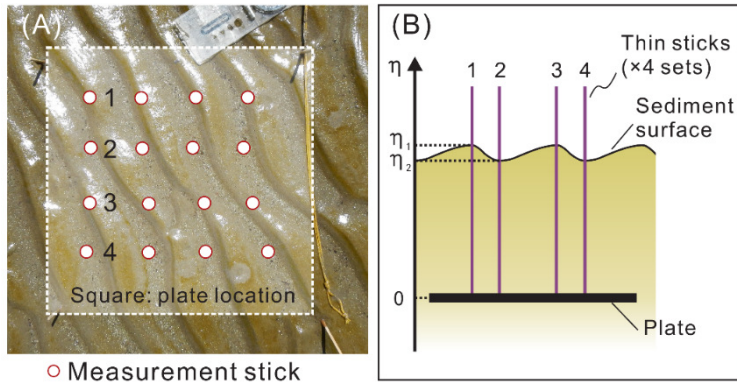 (A)
1
2
3
4
Square: plate location
Measurement stick
(B)
η
1 2 3 4
Thin sticks
(×4 sets)
Sediment
surface
η₁
η₂
0
Plate